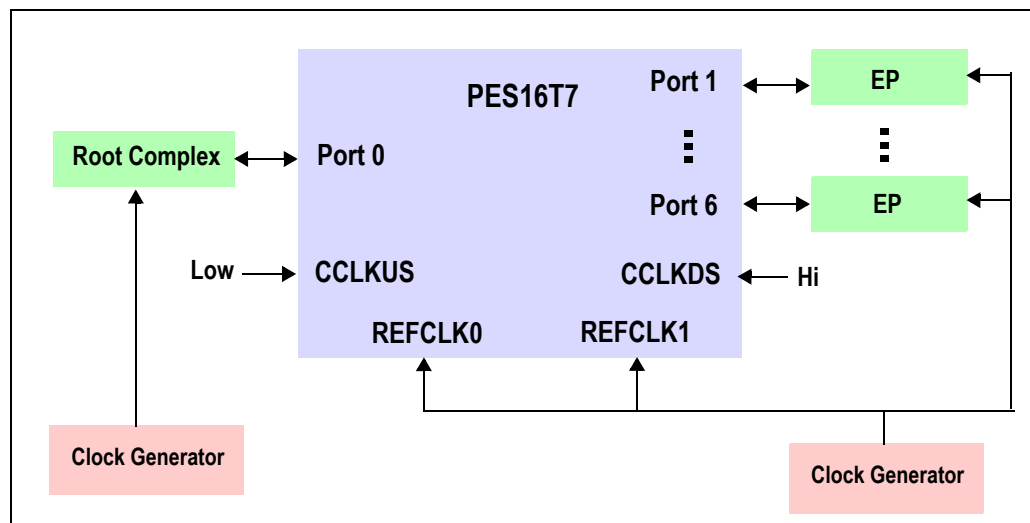 PES16T7
Port 1
EP
Root Complex
Port 0
Port 6
EP
Low
CCLKUS
CCLKDS
Hi
REFCLK0
REFCLK1
Clock Generator
Clock Generator